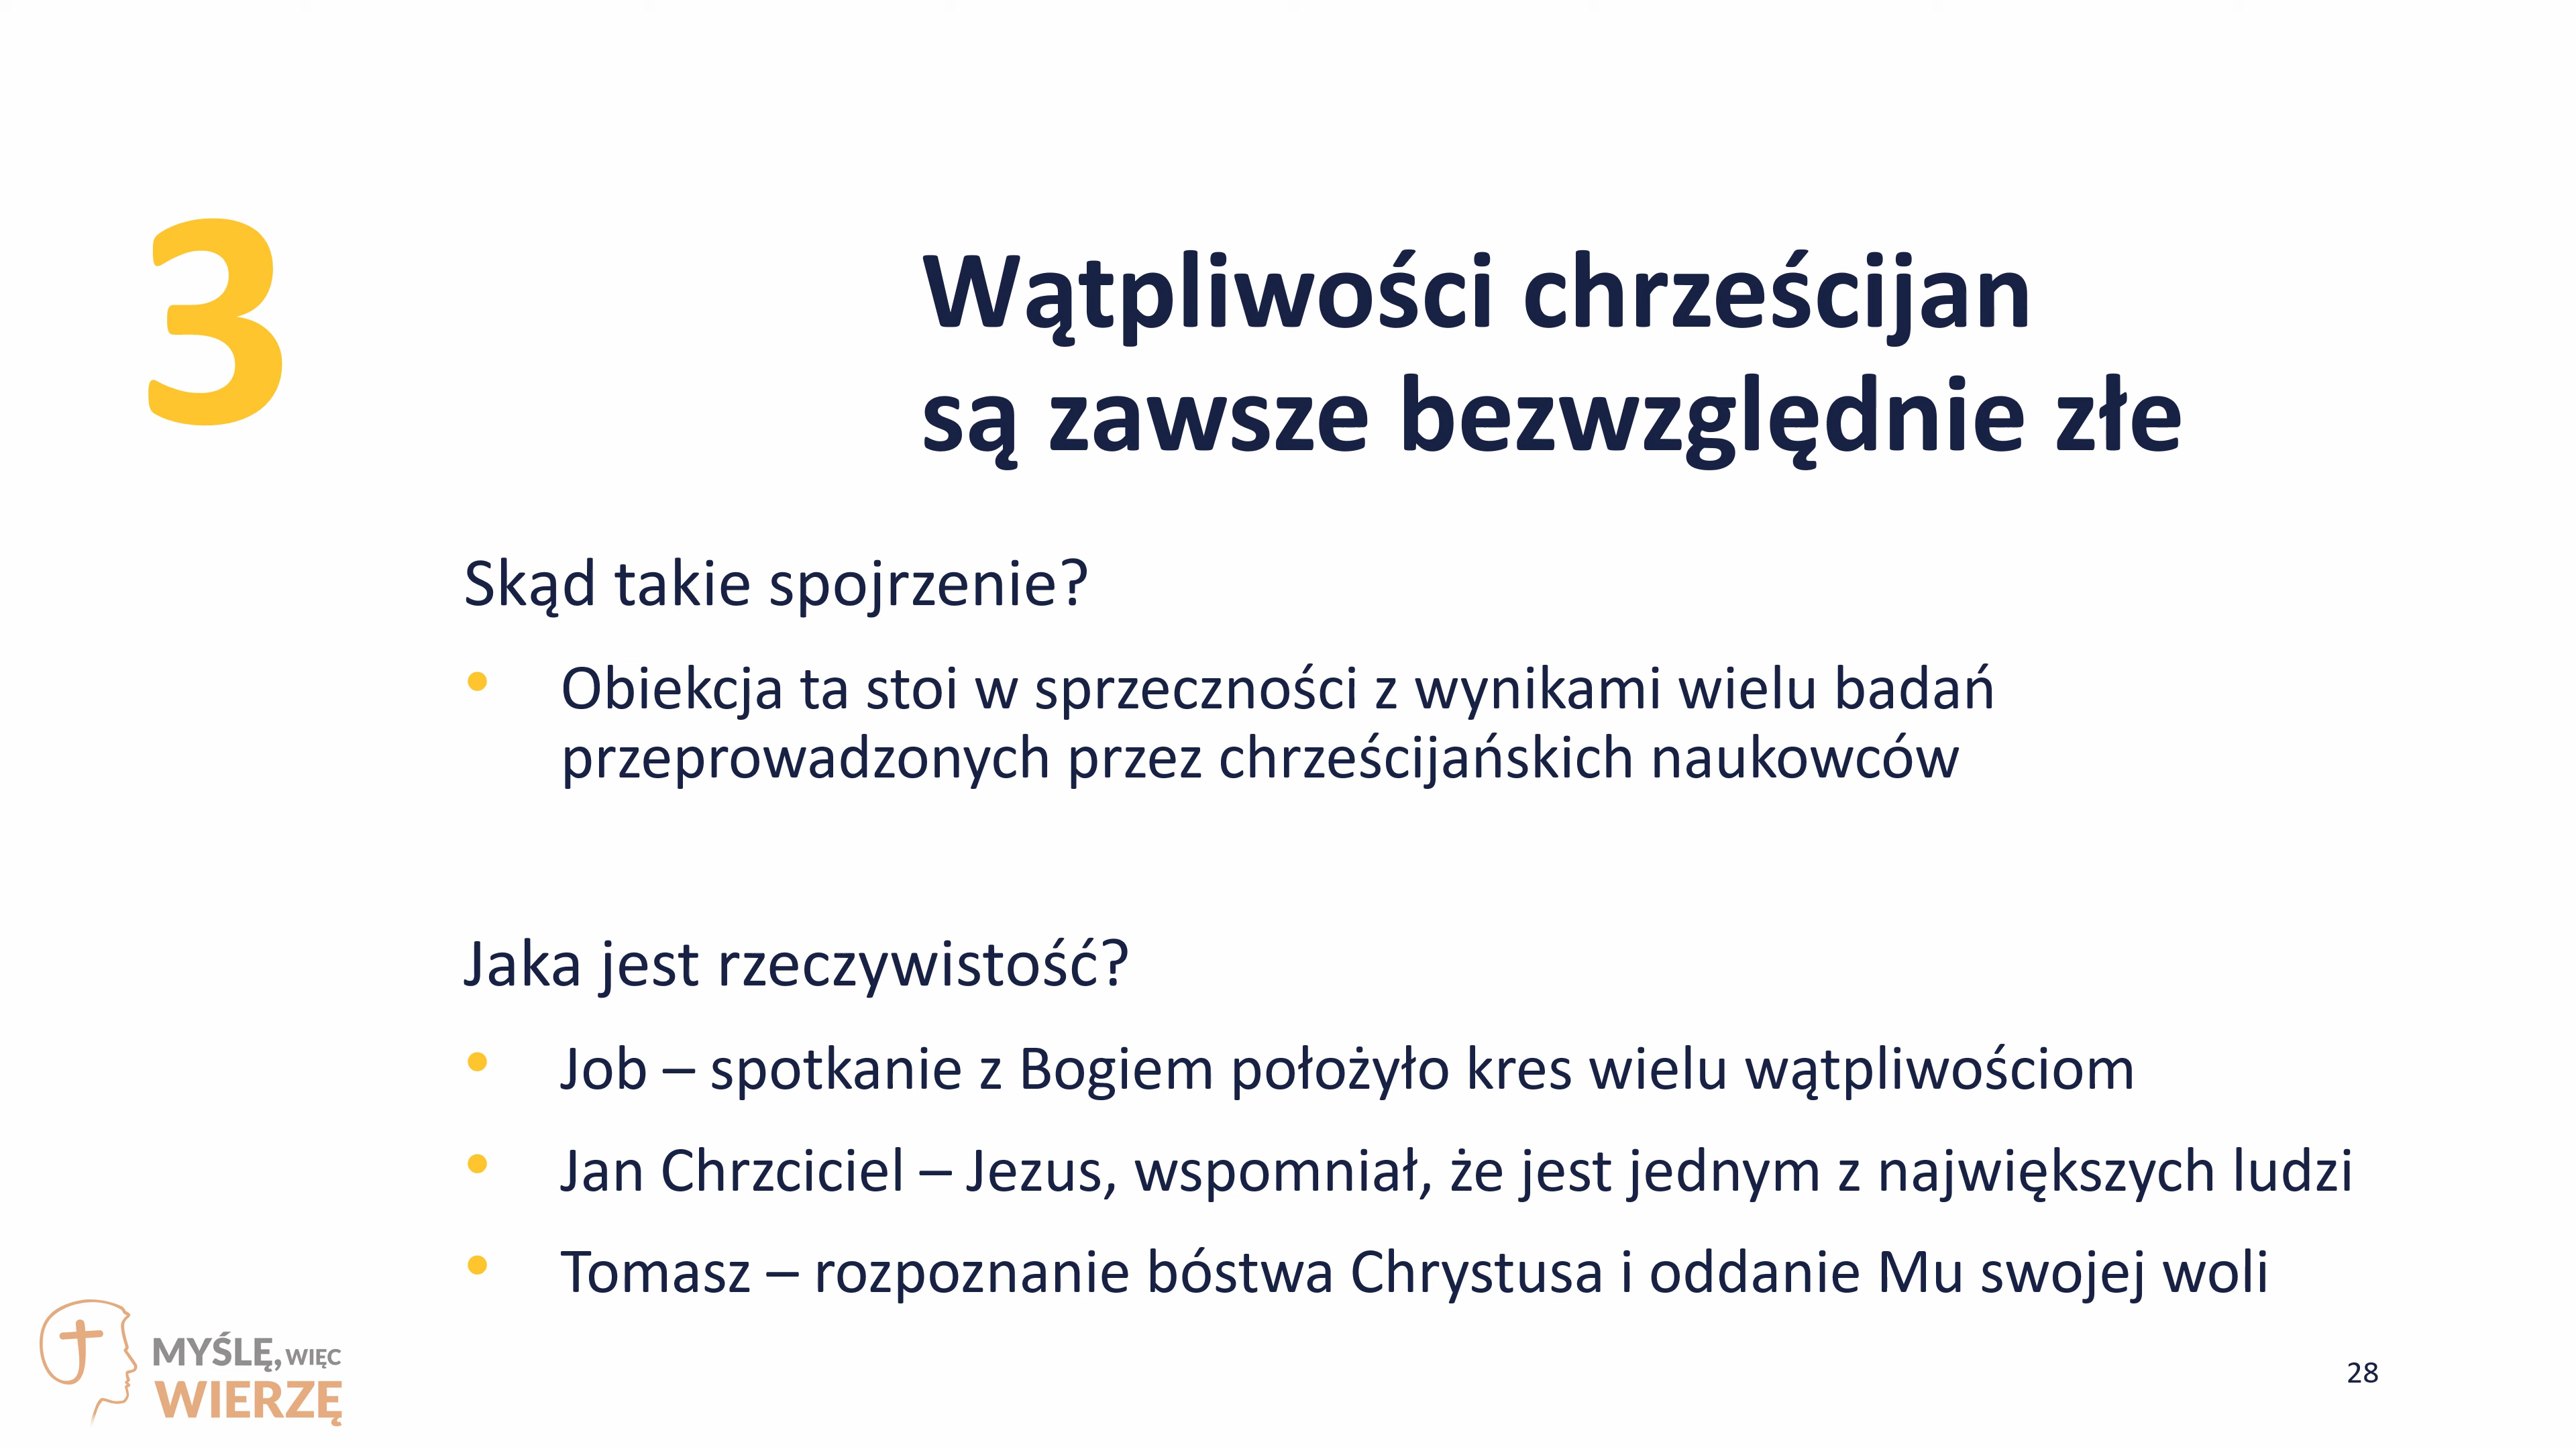 3
Wątpliwości chrześcijan
są zawsze bezwzględnie złe
Skąd takie spojrzenie?
• Obiekcja ta stoi w sprzeczności z wynikami wielu badań
przeprowadzonych przez chrześcijańskich naukowców
Jaka jest rzeczywistość?
• Job – spotkanie z Bogiem położyło kres wielu wątpliwościom
• Jan Chrzciciel – Jezus, wspomniał, że jest jednym z największych ludzi
• Tomasz – rozpoznanie bóstwa Chrystusa i oddanie Mu swojej woli
MYŚLĘ, WIĘC
WIERZĘ
28